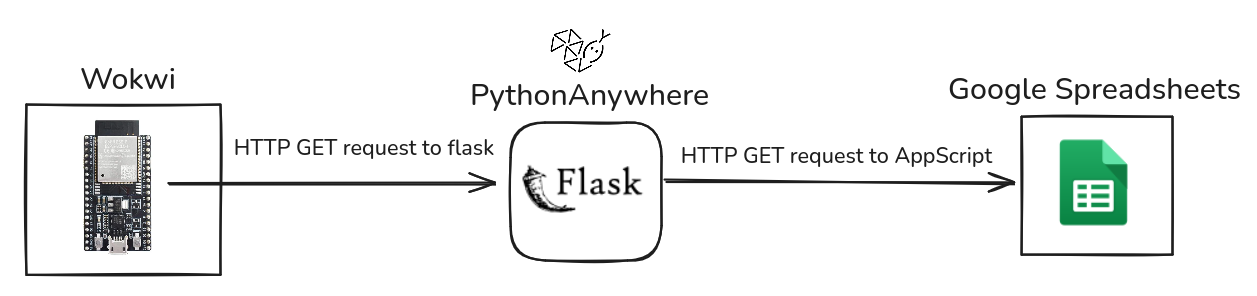 Wokwi
PythonAnywhere
Google Spreadsheets
HTTP GET request to flask
HTTP GET request to AppScript
Flask